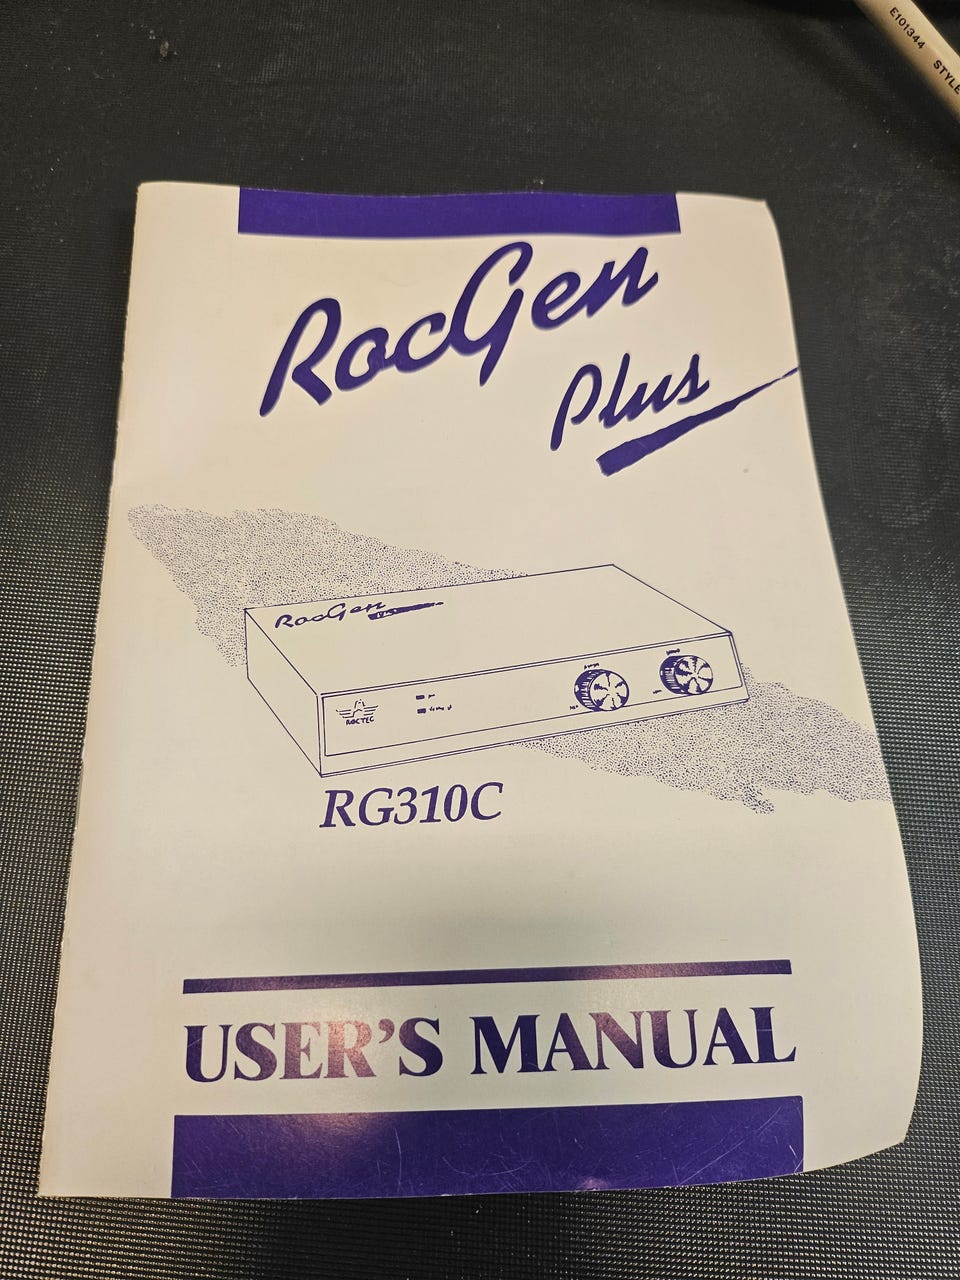 E101344 STYLE
RocGen
Plus
RocGen
ROCTEC
RG310C
USER'S MANUAL